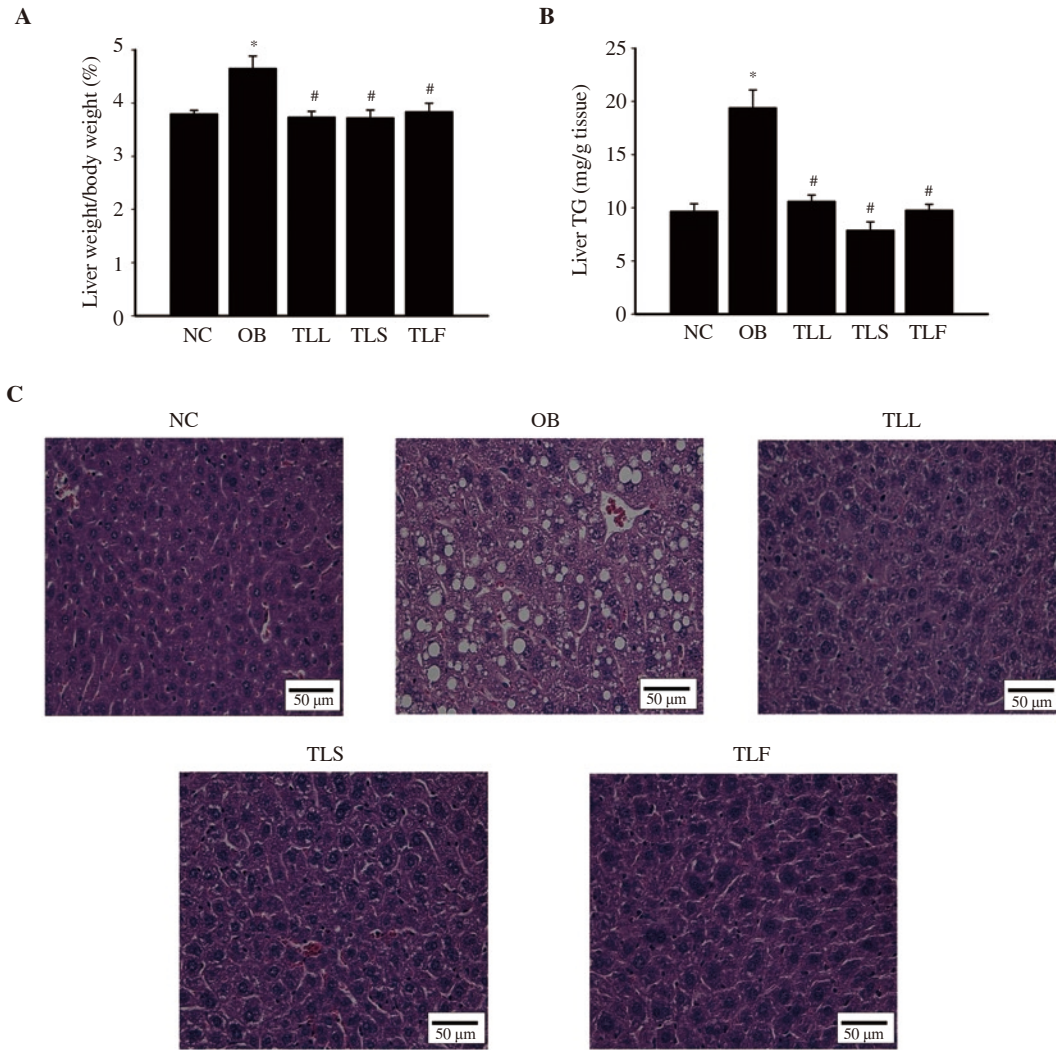 A
B
Liver weight/body weight (%)
5
4
3
2
1
0
*
#
#
#
NC OB TLL TLS TLF
Liver TG (mg/g tissue)
25
20
15
10
5
0
*
#
#
#
NC OB TLL TLS TLF
C
NC OB TLL
50 μm 50 μm 50 μm
TLS TLF
50 μm 50 μm